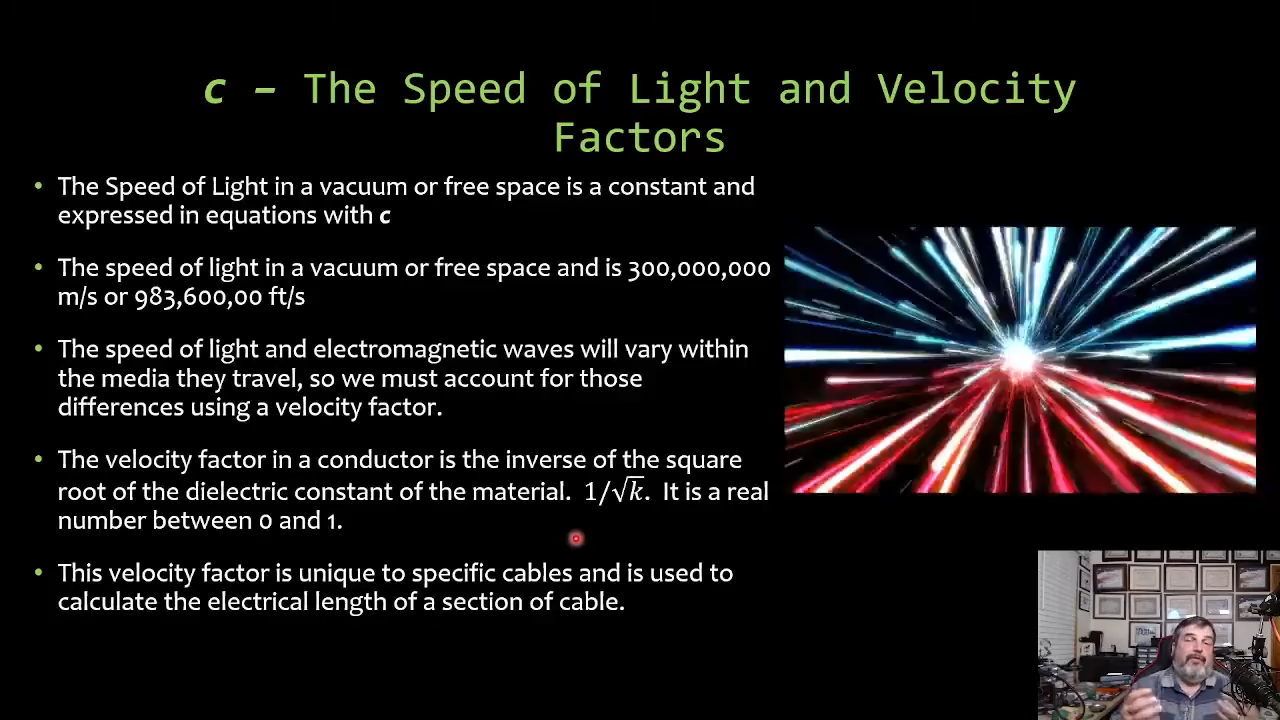 c – The Speed of Light and Velocity
Factors
• The Speed of Light in a vacuum or free space is a constant and
expressed in equations with c
• The speed of light in a vacuum or free space and is 300,000,000
m/s or 983,600,00 ft/s
• The speed of light and electromagnetic waves will vary within
the media they travel, so we must account for those
differences using a velocity factor.
• The velocity factor in a conductor is the inverse of the square
root of the dielectric constant of the material. 1/√k. It is a real
number between 0 and 1.
• This velocity factor is unique to specific cables and is used to
calculate the electrical length of a section of cable.